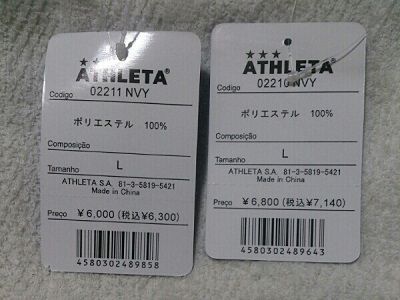 ATHLETA®
Codigo
02211 NVY
ポリエステル 100%
Composição
Tamanho
L
ATHLETA S.A. 81-3-5819-5421
Made in China
Preço
¥6,000(税込¥6,300)
4580302489858
ATHLETA®
Codigo
02210 NVY
ポリエステル 100%
Composição
Tamanho
L
ATHLETA S.A. 81-3-5819-5421
Made in China
Preço
¥6,800(税込¥7,140)
4580302489643